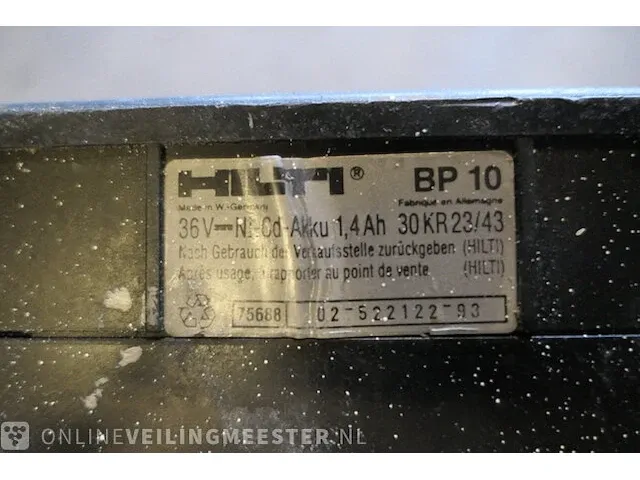 HILTI® BP 10
Made in W.-Germany Fabriqué en Allemagne
36V⎓Ni-Cd-Akku 1,4Ah 30KR23/43
Nach Gebrauch der Verkaufsstelle zurückgeben (HILTI)
Après usage, à rapporter au point de vente (HILTI)
75688 02-522122-93
ONLINEVEILINGMEESTER.NL